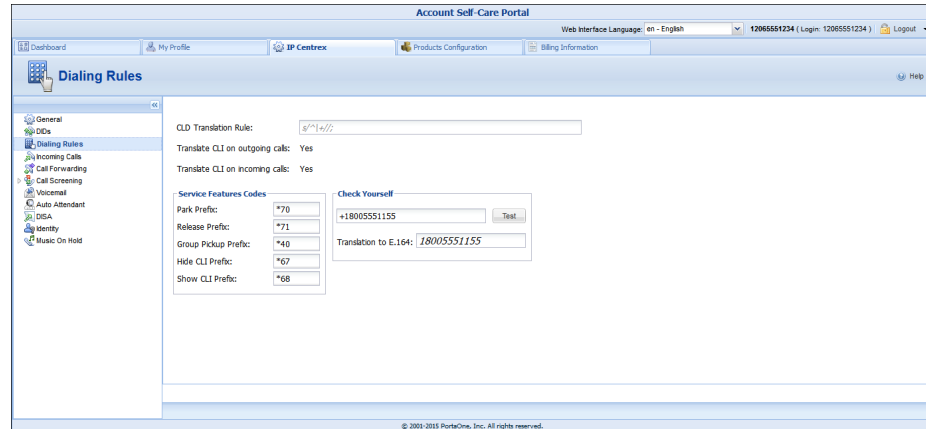 Account Self-Care Portal
Web Interface Language: en - English 12065551234 ( Login: 12065551234 ) Logout
Dashboard My Profile IP Centrex Products Configuration Billing Information
Dialing Rules Help
General
DIDs
Dialing Rules
Incoming Calls
Call Forwarding
Call Screening
Voicemail
Auto Attendant
DISA
Identity
Music On Hold
CLD Translation Rule: s/^\+//;
Translate CLI on outgoing calls: Yes
Translate CLI on incoming calls: Yes
Service Features Codes
Park Prefix: *70
Release Prefix: *71
Group Pickup Prefix: *40
Hide CLI Prefix: *67
Show CLI Prefix: *68
Check Yourself
+18005551155 Test
Translation to E.164: 18005551155
© 2001-2015 PortaOne, Inc. All rights reserved.